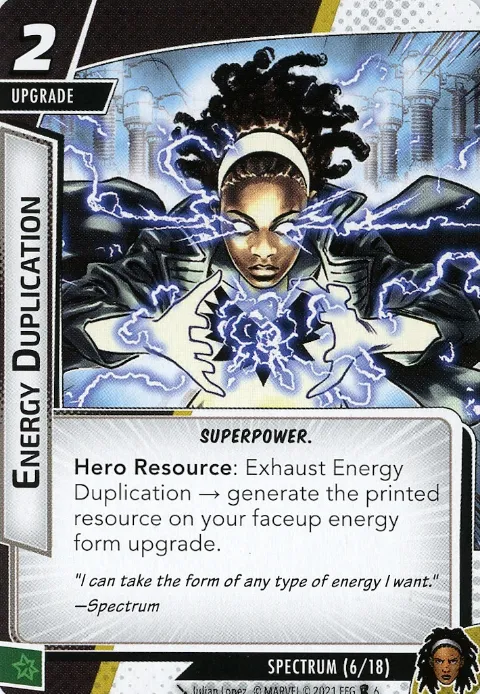 2
UPGRADE
ENERGY DUPLICATION
SUPERPOWER.
Hero Resource: Exhaust Energy
Duplication → generate the printed
resource on your faceup energy
form upgrade.
"I can take the form of any type of energy I want."
—Spectrum
SPECTRUM (6/18)
Julian Lopez © MARVEL © 2021 FFG 6